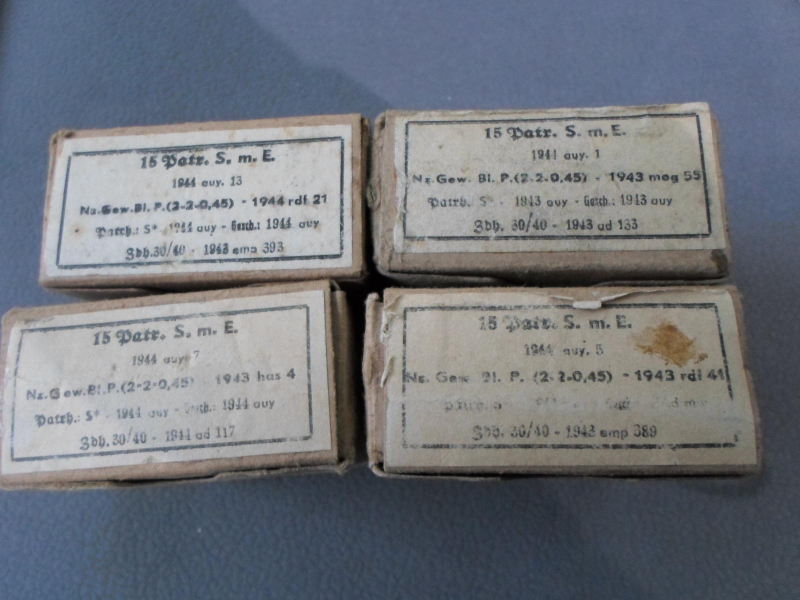 15 Patr. S. m. E.
1944 auy. 13
Nz. Gew. Bl. P. (2-2-0,45) - 1944 rdf 21
Patrh.: S* - 1944 auy - Gesch.: 1944 auy
Zdh. 30/40 - 1943 emp 393
15 Patr. S. m. E.
1944 auy. 1
Nz. Gew. Bl. P. (2-2-0,45) - 1943 mog 55
Patrh. S* - 1943 auy - Gesch.: 1943 auy
Zdh. 30/40 - 1943 ad 133
15 Patr. S. m. E.
1944 auy. 7
Nz. Gew. Bl. P. (2-2-0,45) 1943 has 4
Patrh.: S* - 1944 auy - 1944 auy
Zdh. 30/40 - 1944 ad 117
15 Patr. S. m. E.
1944 auy. 5
Nz. Gew. Bl. P. (2-2-0,45) - 1943 rdf 41
Zdh. 30/40 - 1943 emp 389